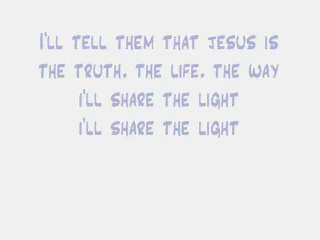 I'll tell them that Jesus is
the truth, the life, the way
I'll share the light
I'll share the light